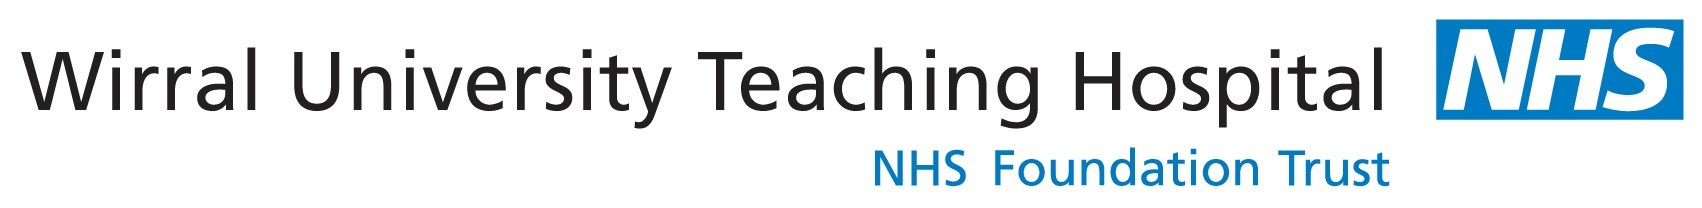 Wirral University Teaching Hospital NHS
NHS Foundation Trust